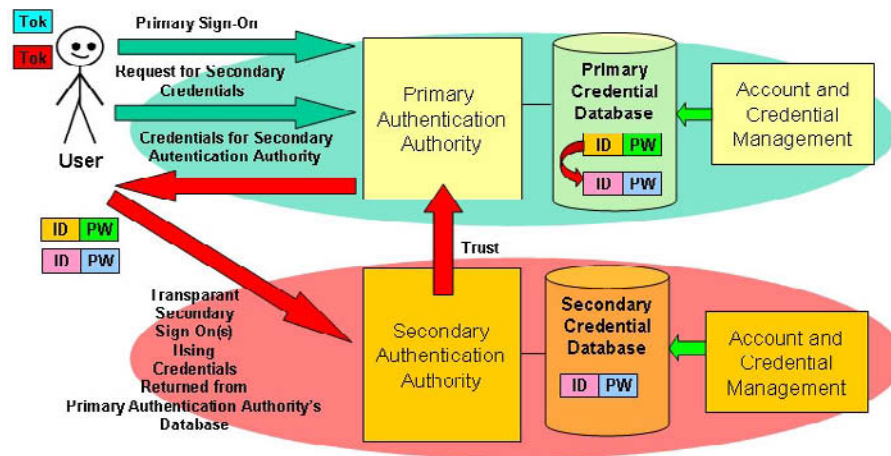 Tok
Tok
User
Primary Sign-On
Request for Secondary
Credentials
Credentials for Secondary
Autentication Authority
Primary
Authentication
Authority
Primary
Credential
Database
ID PW
ID PW
Account and
Credential
Management
ID PW
ID PW
Trust
Transparant
Secondary
Sign On(s)
Using
Credentials
Returned from
Primary Authentication Authority's
Database
Secondary
Authentication
Authority
Secondary
Credential
Database
ID PW
Account and
Credential
Management